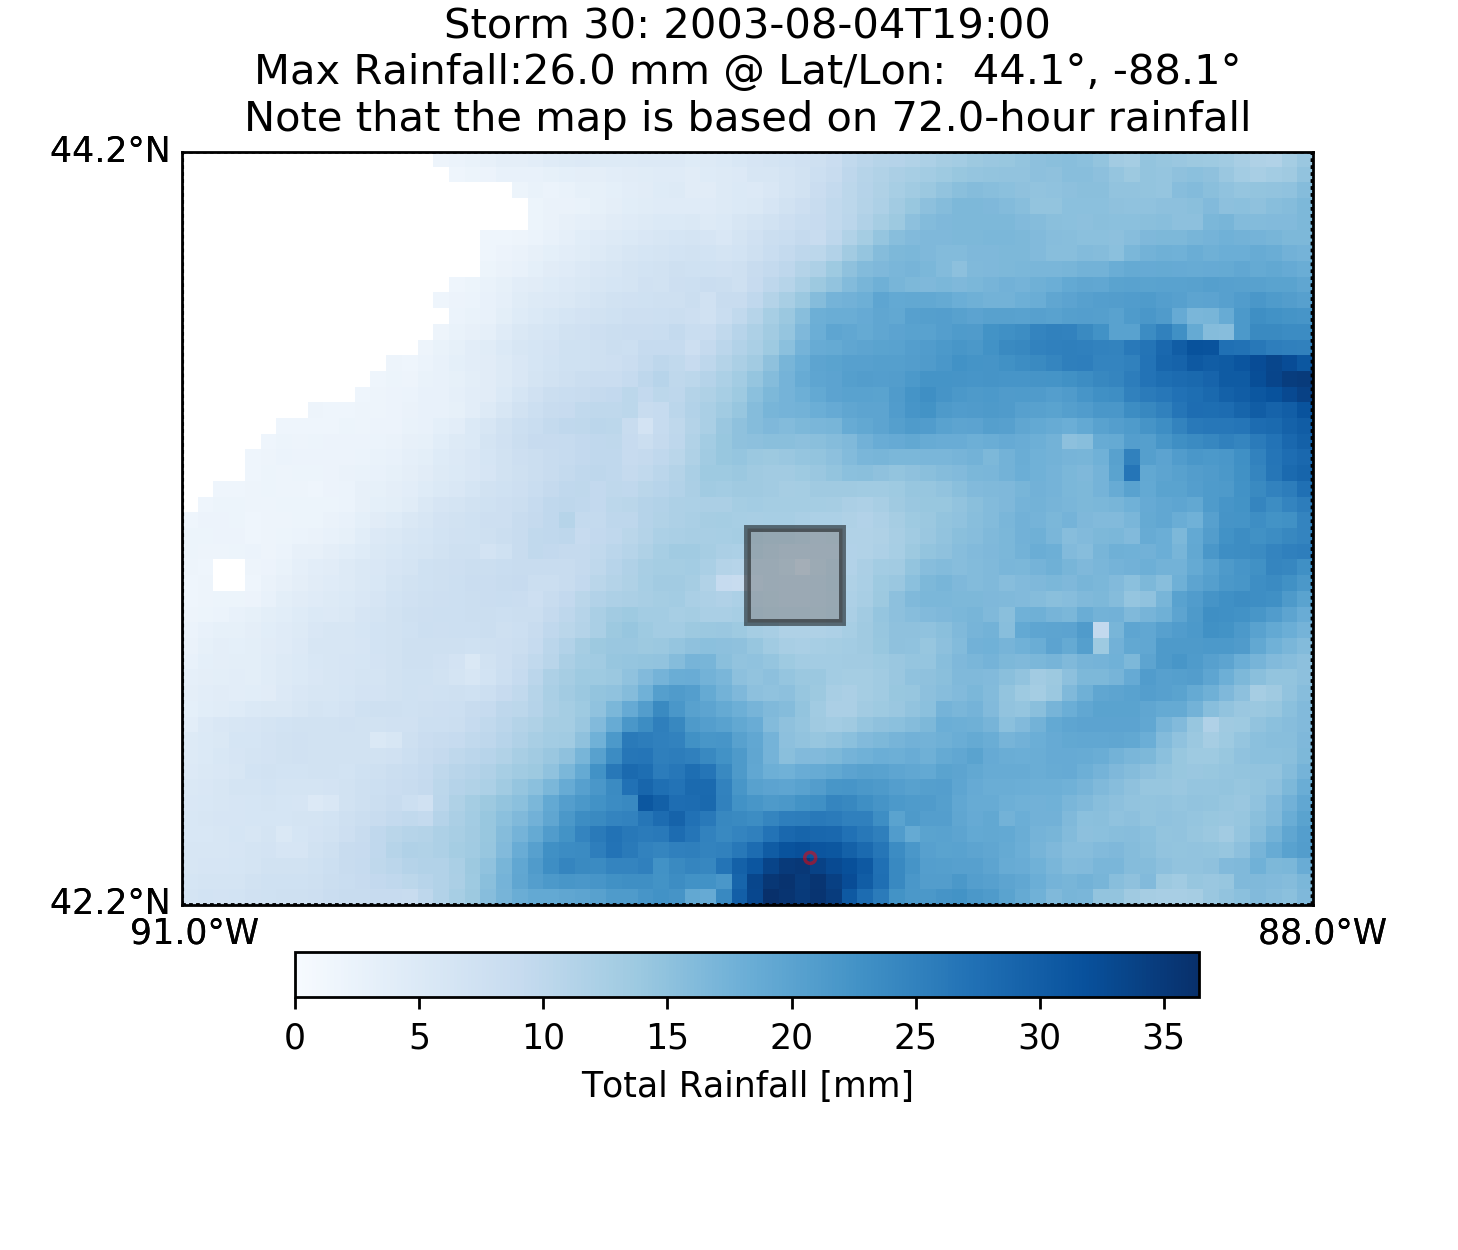 Storm 30: 2003-08-04T19:00
Max Rainfall:26.0 mm @ Lat/Lon:  44.1°, -88.1°
Note that the map is based on 72.0-hour rainfall
44.2°N
42.2°N
91.0°W 88.0°W
0 5 10 15 20 25 30 35
Total Rainfall [mm]